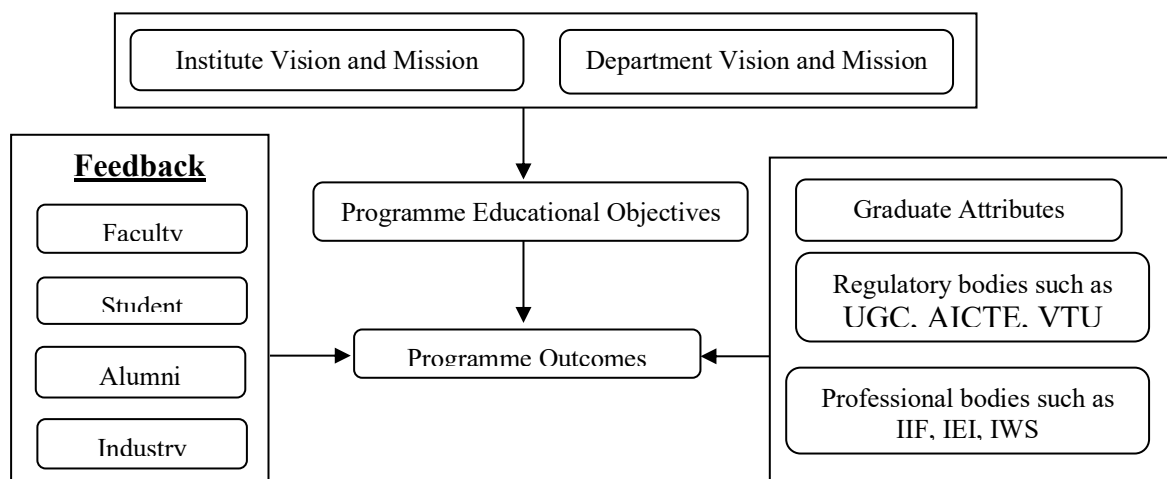 Institute Vision and Mission
Department Vision and Mission
Feedback
Faculty
Student
Alumni
Industry
Programme Educational Objectives
Programme Outcomes
Graduate Attributes
Regulatory bodies such as
UGC, AICTE, VTU
Professional bodies such as
IIF, IEI, IWS